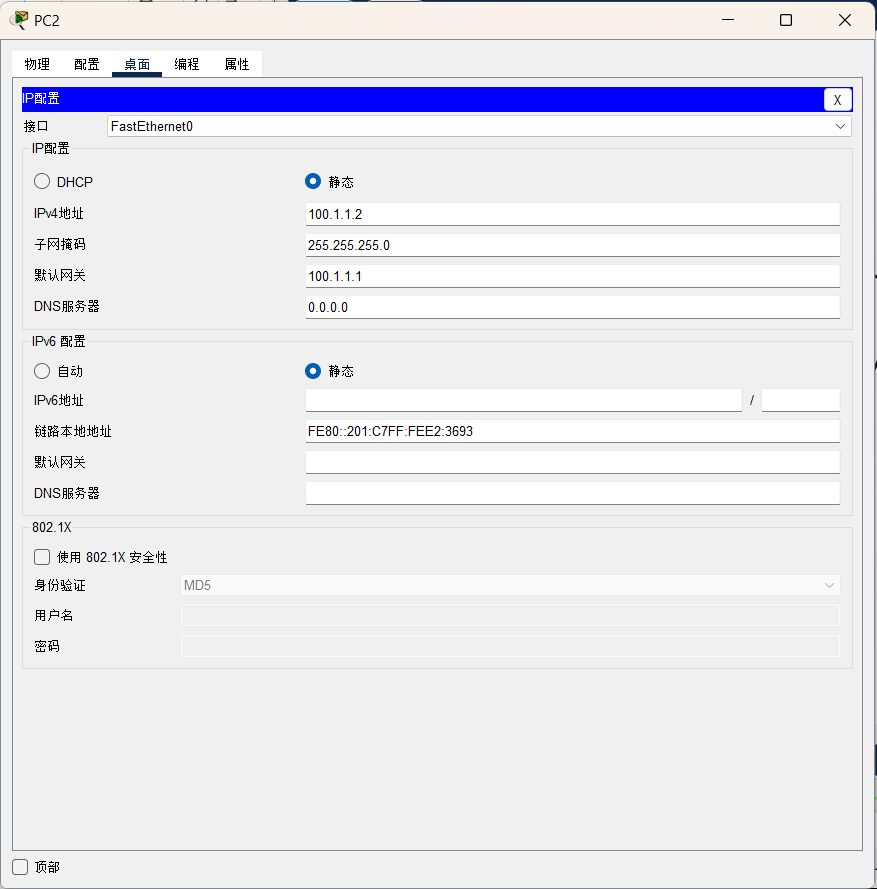 PC2
物理 配置 桌面 编程 属性
IP配置 X
接口 FastEthernet0
IP配置
DHCP 静态
IPv4地址 100.1.1.2
子网掩码 255.255.255.0
默认网关 100.1.1.1
DNS服务器 0.0.0.0
IPv6 配置
自动 静态
IPv6地址 /
链路本地地址 FE80::201:C7FF:FEE2:3693
默认网关
DNS服务器
802.1X
使用 802.1X 安全性
身份验证 MD5
用户名
密码
顶部